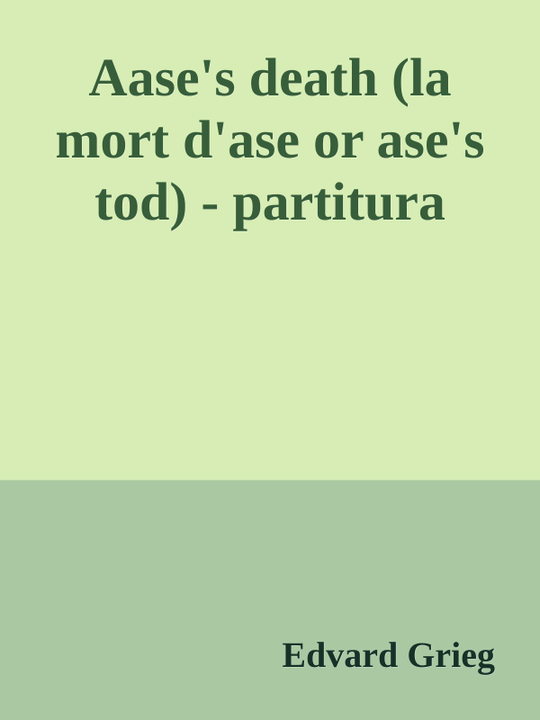 Aase's death (la
mort d'ase or ase's
tod) - partitura
Edvard Grieg